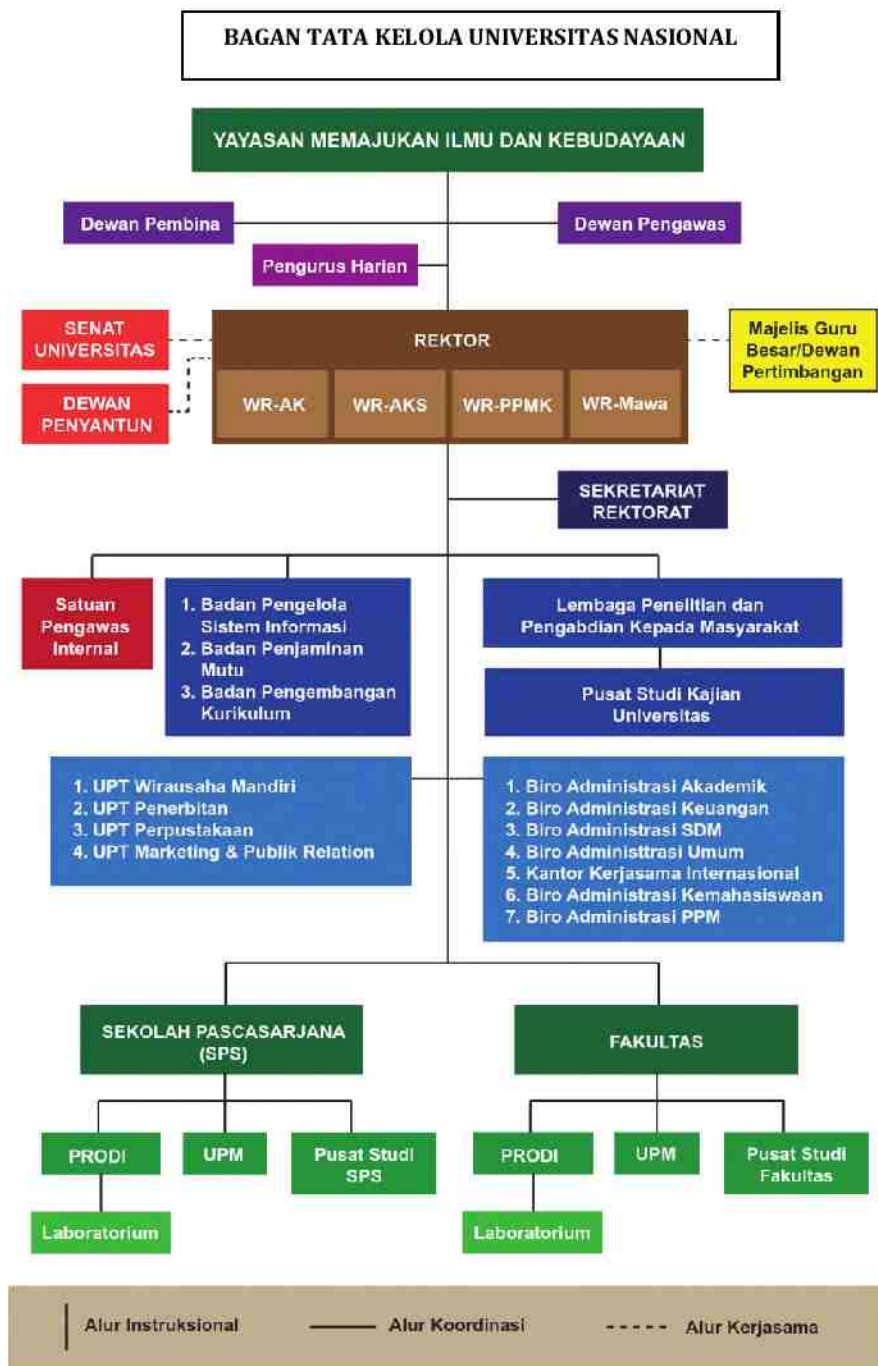 BAGAN TATA KELOLA UNIVERSITAS NASIONAL
YAYASAN MEMAJUKAN ILMU DAN KEBUDAYAAN
Dewan Pembina
Dewan Pengawas
Pengurus Harian
SENAT
UNIVERSITAS
REKTOR
Majelis Guru
Besar/Dewan
Pertimbangan
DEWAN
PENYANTUN
WR-AK
WR-AKS
WR-PPMK
WR-Mawa
SEKRETARIAT
REKTORAT
Satuan
Pengawas
Internal
1. Badan Pengelola
Sistem Informasi
2. Badan Penjaminan
Mutu
3. Badan Pengembangan
Kurikulum
Lembaga Penelitian dan
Pengabdian Kepada Masyarakat
Pusat Studi Kajian
Universitas
1. UPT Wirausaha Mandiri
2. UPT Penerbitan
3. UPT Perpustakaan
4. UPT Marketing & Publik Relation
1. Biro Administrasi Akademik
2. Biro Administrasi Keuangan
3. Biro Administrasi SDM
4. Biro Administtrasi Umum
5. Kantor Kerjasama Internasional
6. Biro Administrasi Kemahasiswaan
7. Biro Administrasi PPM
SEKOLAH PASCASARJANA
(SPS)
FAKULTAS
PRODI
UPM
Pusat Studi
SPS
PRODI
UPM
Pusat Studi
Fakultas
Laboratorium
Laboratorium
Alur Instruksional
Alur Koordinasi
Alur Kerjasama